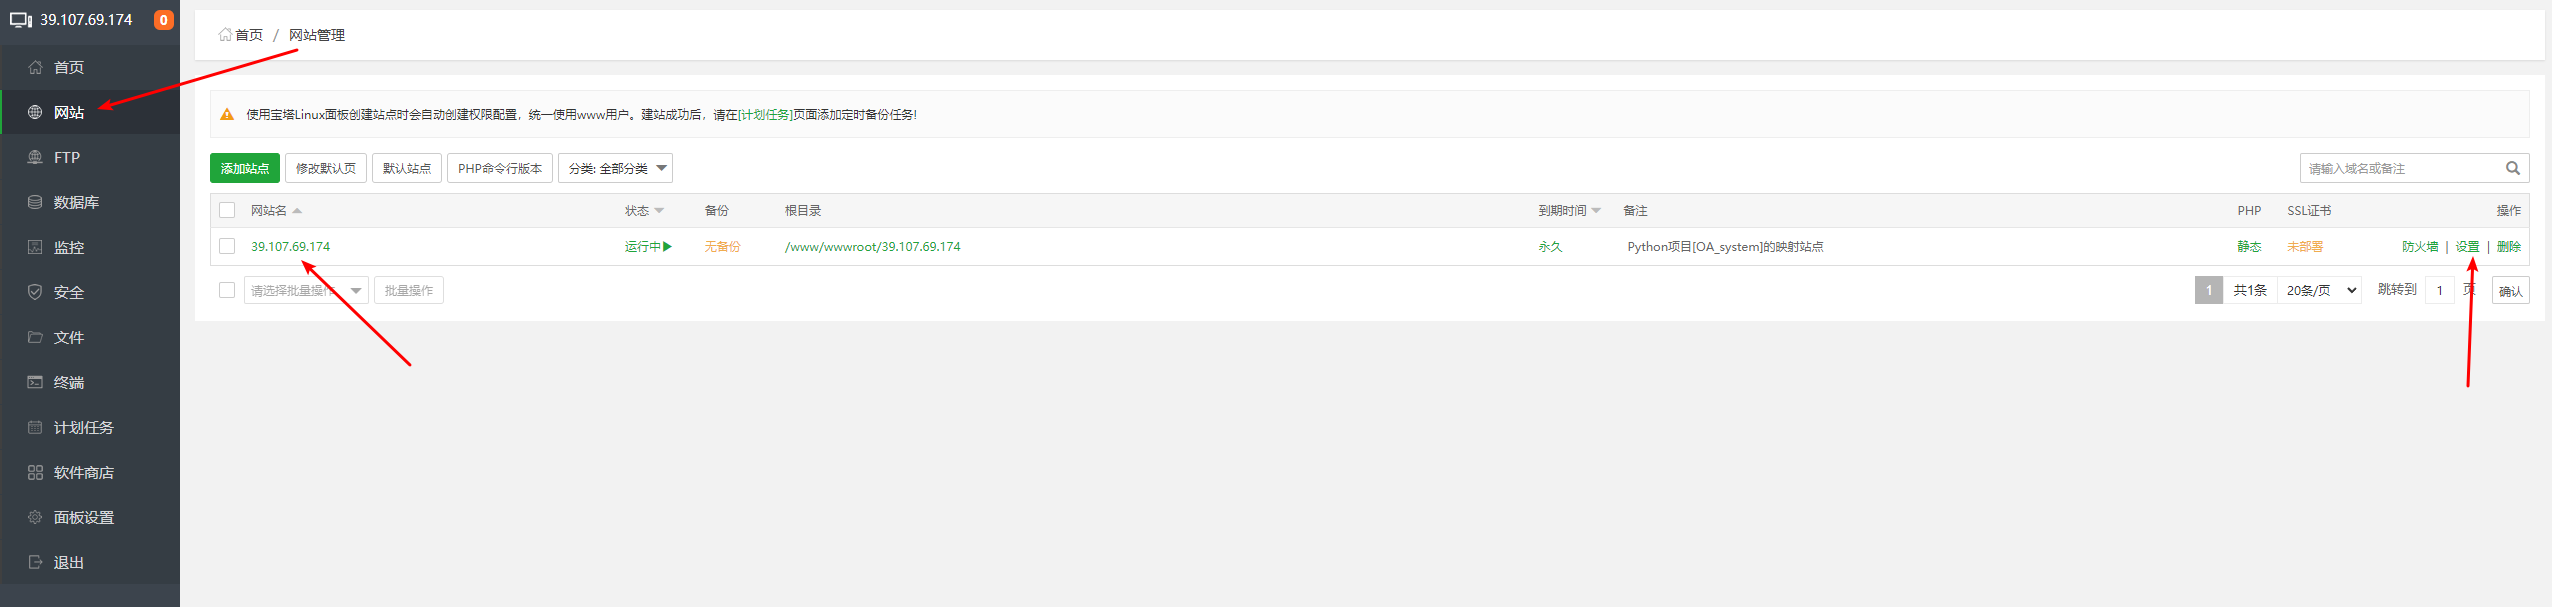 39.107.69.174 0
首页
网站
FTP
数据库
监控
安全
文件
终端
计划任务
软件商店
面板设置
退出
首页 / 网站管理
使用宝塔Linux面板创建站点时会自动创建权限配置，统一使用www用户。建站成功后，请在[计划任务]页面添加定时备份任务!
添加站点 修改默认页 默认站点 PHP命令行版本 分类: 全部分类 请输入域名或备注
网站名 状态 备份 根目录 到期时间 备注 PHP SSL证书 操作
39.107.69.174 运行中 无备份 /www/wwwroot/39.107.69.174 永久 Python项目[OA_system]的映射站点 静态 未部署 防火墙 | 设置 | 删除
请选择批量操作 批量操作 1 共1条 20条/页 跳转到 1 页 确认